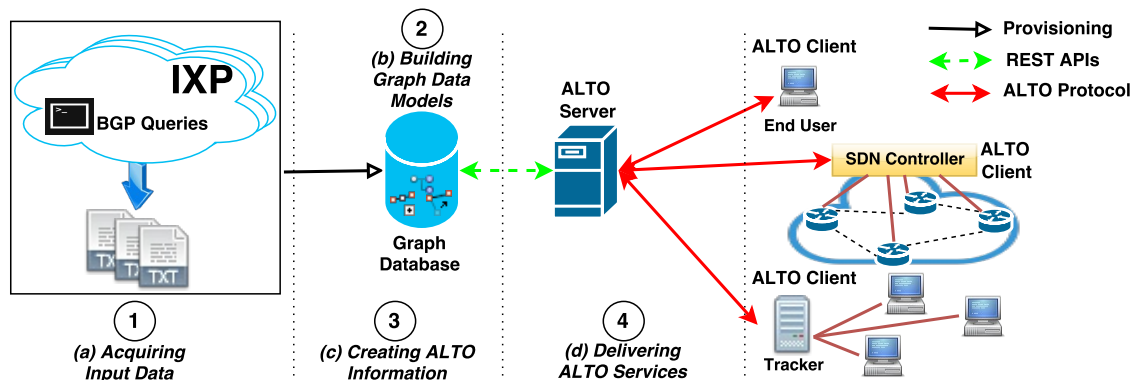 IXP
>_
BGP Queries
TXT
TXT
TXT
1
(a) Acquiring
Input Data
2
(b) Building
Graph Data
Models
Graph
Database
3
(c) Creating ALTO
Information
ALTO
Server
4
(d) Delivering
ALTO Services
ALTO Client
End User
SDN Controller
ALTO
Client
ALTO Client
Tracker
Provisioning
REST APIs
ALTO Protocol